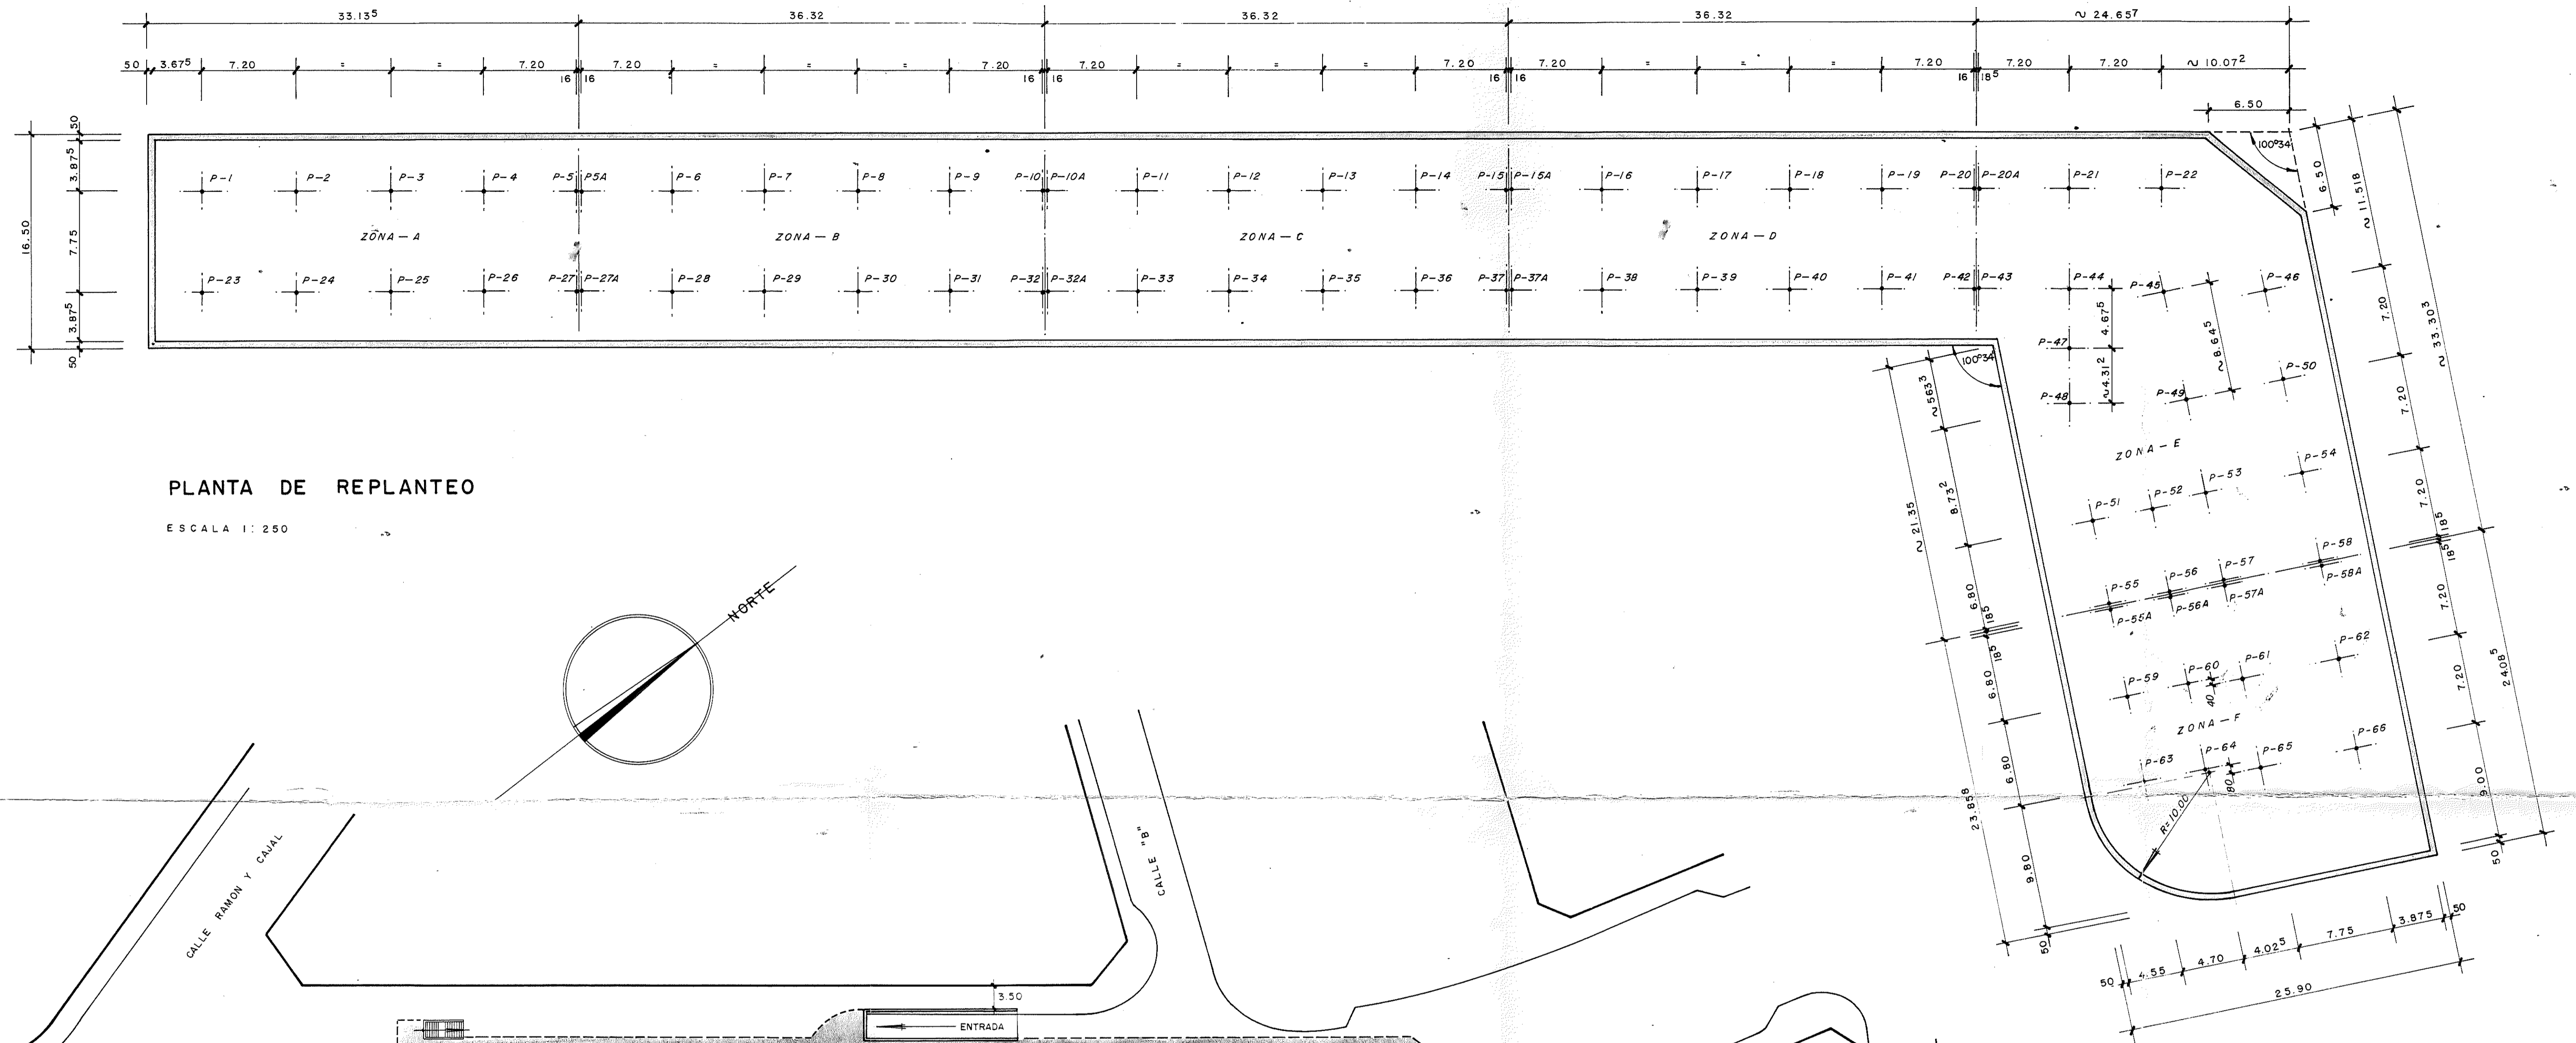 33.13⁵ 36.32 36.32 36.32 ~ 24.65⁷
50 3.67⁵ 7.20 = = 7.20 16 16 7.20 = = = 7.20 16 16 7.20 = = = 7.20 16 16 7.20 = = = 7.20 16 18⁵ 7.20 7.20 ~ 10.07²
6.50
16.50
50
3.87⁵
7.75
3.87⁵
50
100º34'
6.50
~ 11.518
~ 33.303
P-1 P-2 P-3 P-4 P-5 P5A P-6 P-7 P-8 P-9 P-10 P-10A P-11 P-12 P-13 P-14 P-15 P-15A P-16 P-17 P-18 P-19 P-20 P-20A P-21 P-22
ZONA-A ZONA-B ZONA-C ZONA-D
P-23 P-24 P-25 P-26 P-27 P-27A P-28 P-29 P-30 P-31 P-32 P-32A P-33 P-34 P-35 P-36 P-37 P-37A P-38 P-39 P-40 P-41 P-42 P-43 P-44 P-45 P-46
4.67⁵
~8.64⁵
7.20
P-47
100º34'
~4.31²
P-48 P-49 P-50
7.20
ZONA-E
P-51 P-52 P-53 P-54
7.20
185
185
P-55 P-56 P-57 P-58
P-55A P-56A P-57A P-58A
7.20
P-59 P-60 P-61 P-62
40
7.20
24.08⁵
ZONA-F
P-63 P-64 P-65 P-66
80
R=10.00
9.00
50
~ 563³
8.73²
~ 21.35
6.80
185
185
6.80
6.80
23.858
9.80
50
50 4.55 4.70 4.02⁵ 7.75 3.875 50
25.90
PLANTA DE REPLANTEO
ESCALA 1:250
NORTE
CALLE RAMON Y CAJAL
CALLE "B"
3.50
ENTRADA